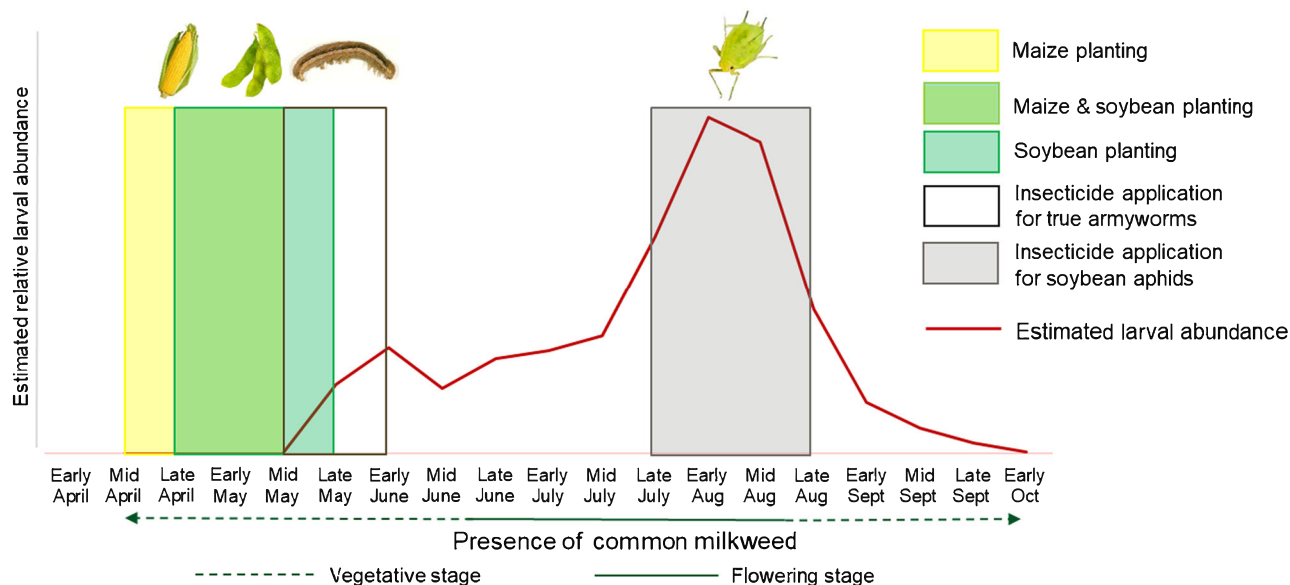 Estimated relative larval abundance
Maize planting
Maize & soybean planting
Soybean planting
Insecticide application
for true armyworms
Insecticide application
for soybean aphids
Estimated larval abundance
Early April
Mid April
Late April
Early May
Mid May
Late May
Early June
Mid June
Late June
Early July
Mid July
Late July
Early Aug
Mid Aug
Late Aug
Early Sept
Mid Sept
Late Sept
Early Oct
Presence of common milkweed
Vegetative stage
Flowering stage